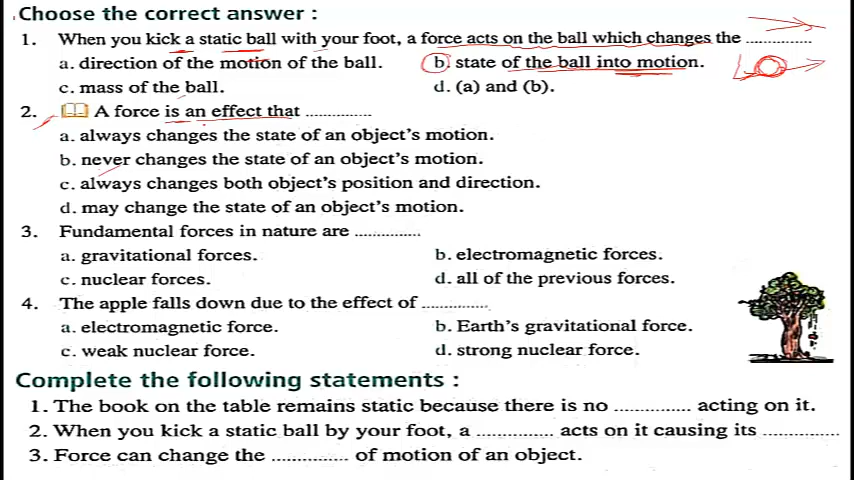 Choose the correct answer :
1. When you kick a static ball with your foot, a force acts on the ball which changes the ..............
a. direction of the motion of the ball. b. state of the ball into motion.
c. mass of the ball. d. (a) and (b).
2. A force is an effect that ..............
a. always changes the state of an object's motion.
b. never changes the state of an object's motion.
c. always changes both object's position and direction.
d. may change the state of an object's motion.
3. Fundamental forces in nature are ..............
a. gravitational forces. b. electromagnetic forces.
c. nuclear forces. d. all of the previous forces.
4. The apple falls down due to the effect of ..............
a. electromagnetic force. b. Earth's gravitational force.
c. weak nuclear force. d. strong nuclear force.
Complete the following statements :
1. The book on the table remains static because there is no .............. acting on it.
2. When you kick a static ball by your foot, a .............. acts on it causing its ..............
3. Force can change the .............. of motion of an object.